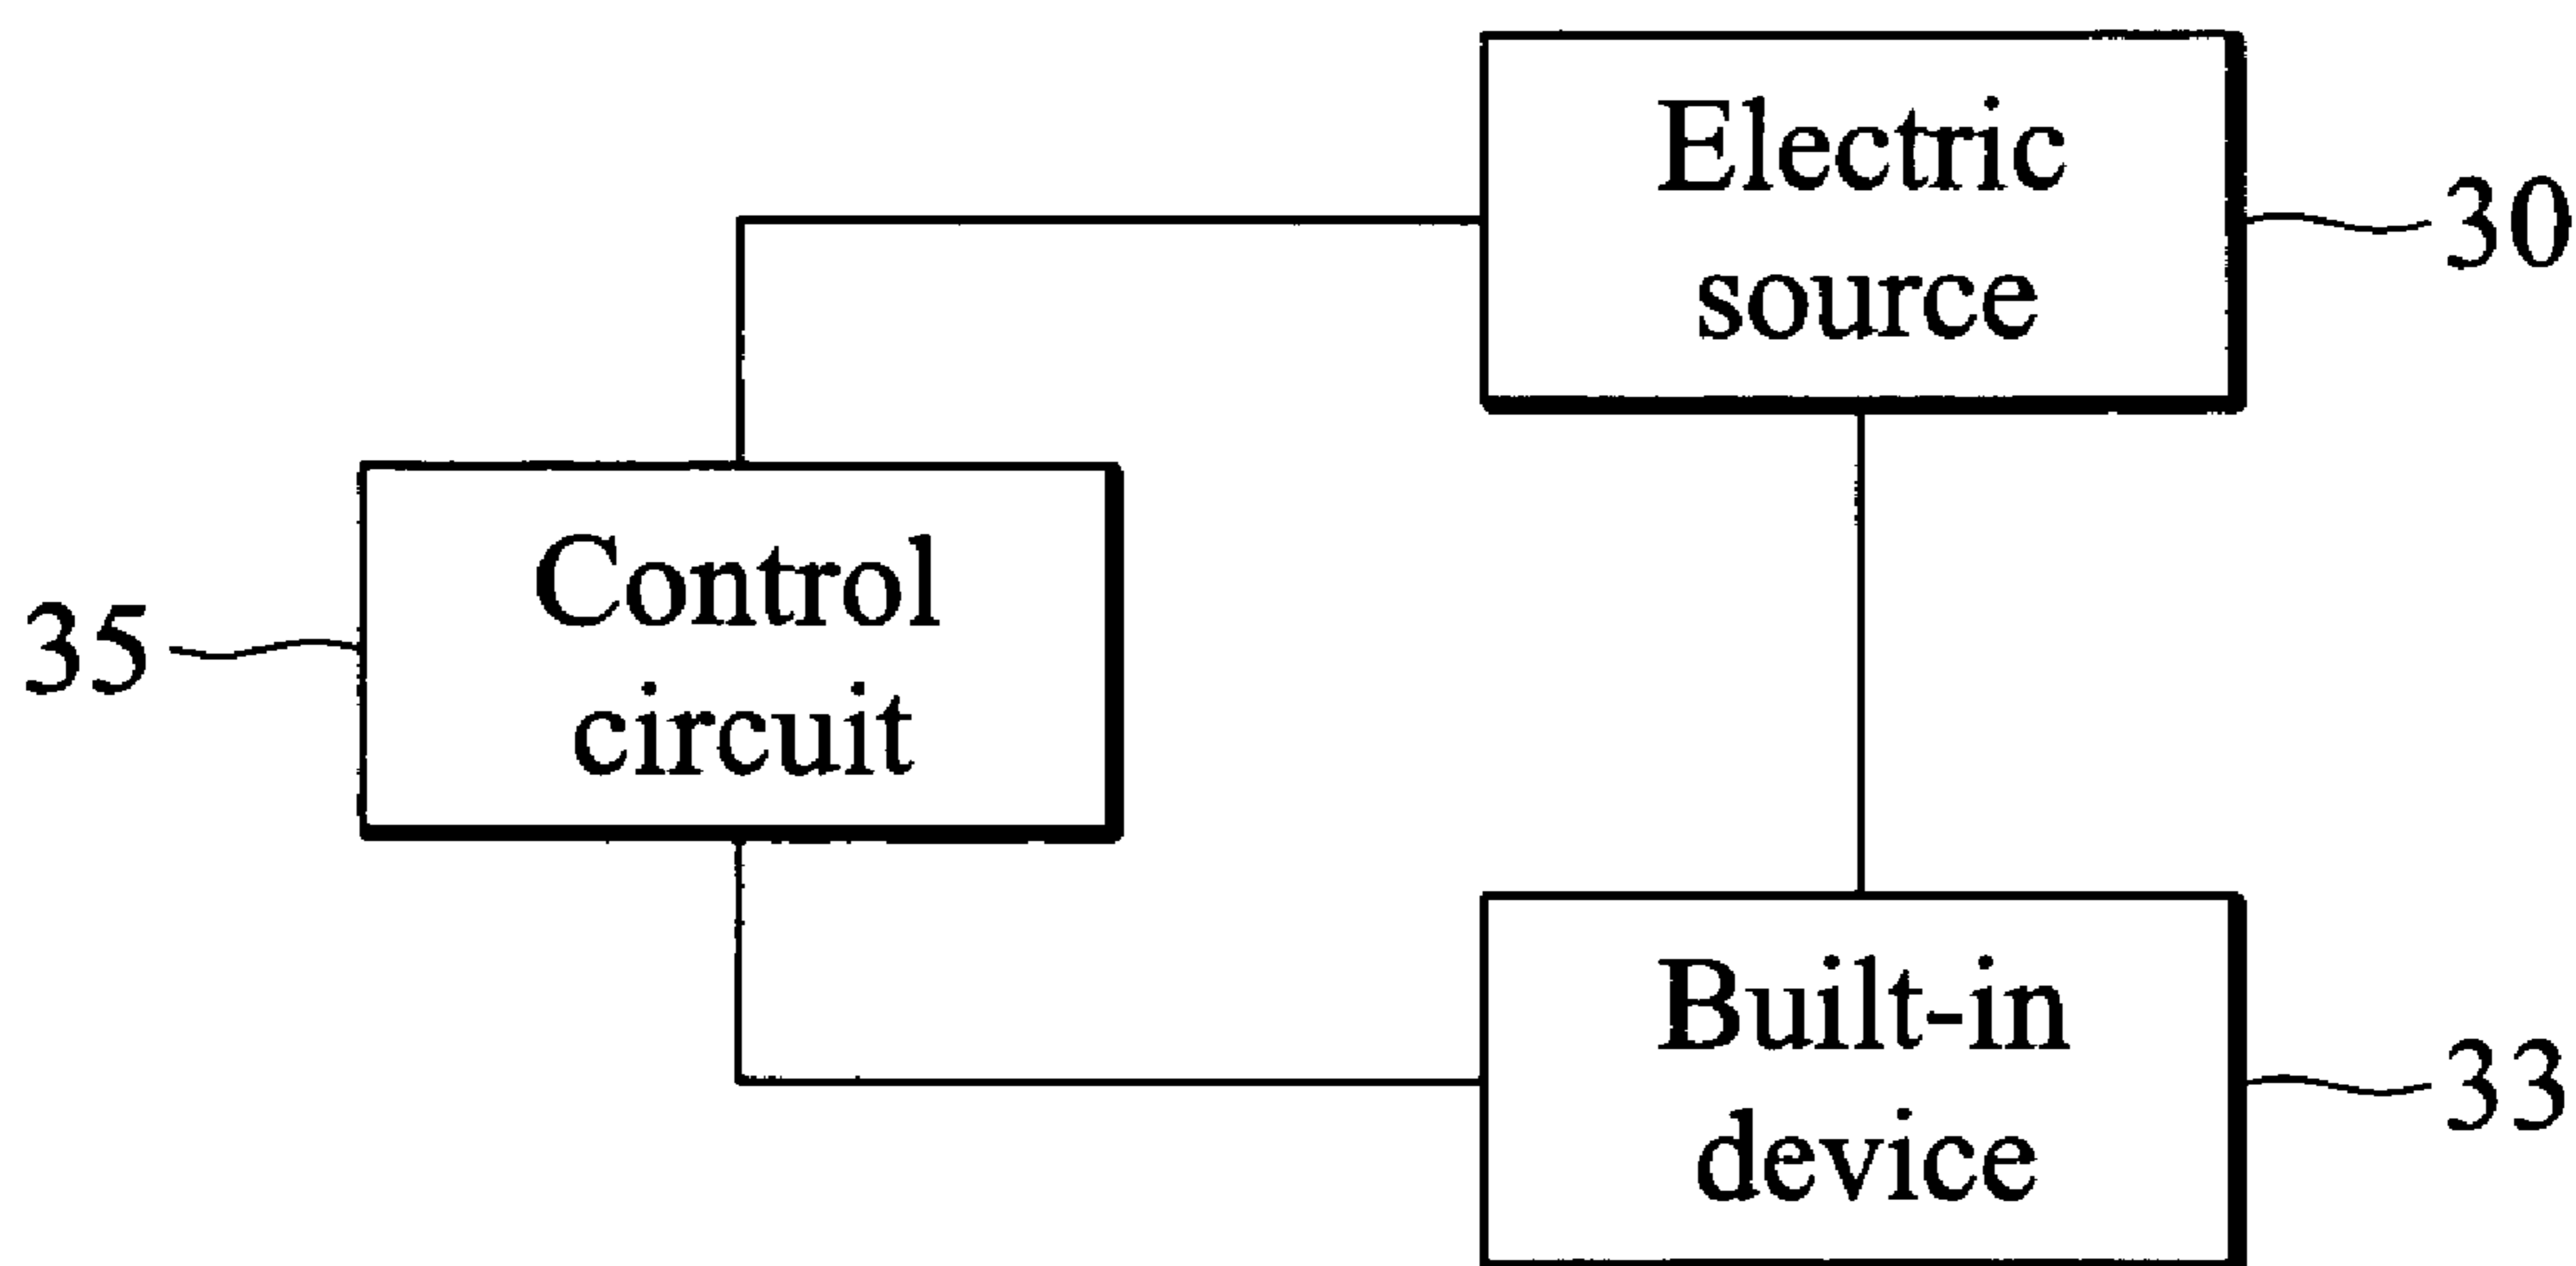 Electric
source
30
Control
circuit
35
Built-in
device
33